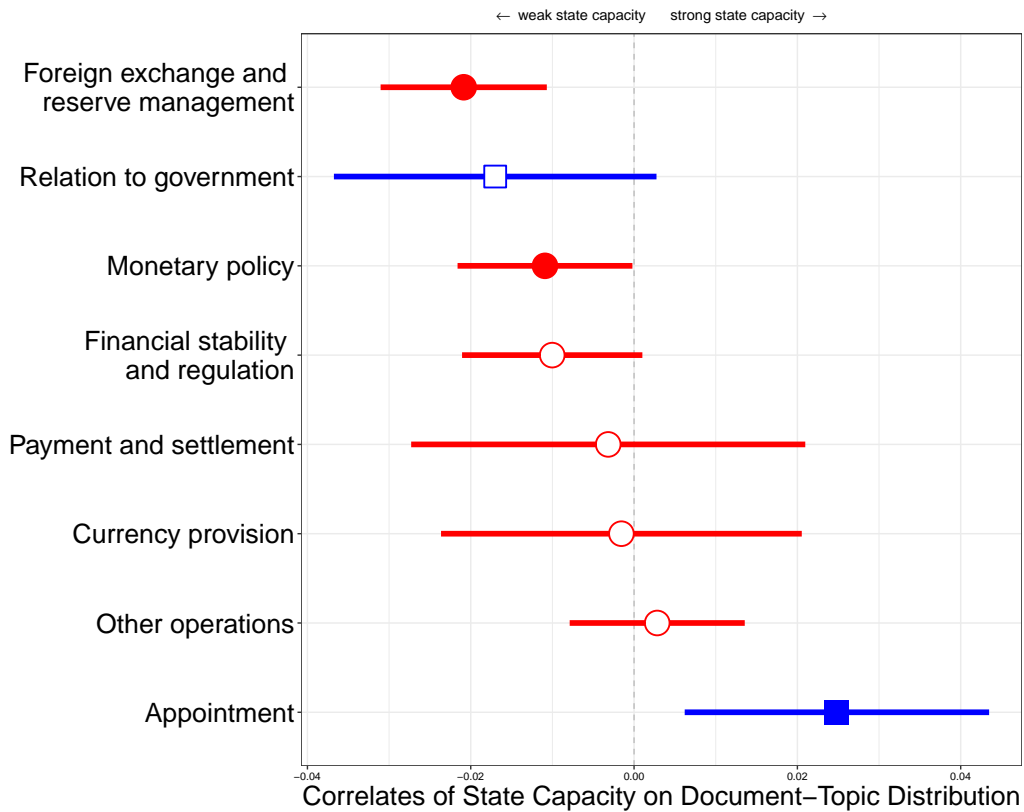 ← weak state capacity strong state capacity →
Foreign exchange and
reserve management
Relation to government
Monetary policy
Financial stability
and regulation
Payment and settlement
Currency provision
Other operations
Appointment
−0.04 −0.02 0.00 0.02 0.04
Correlates of State Capacity on Document−Topic Distribution